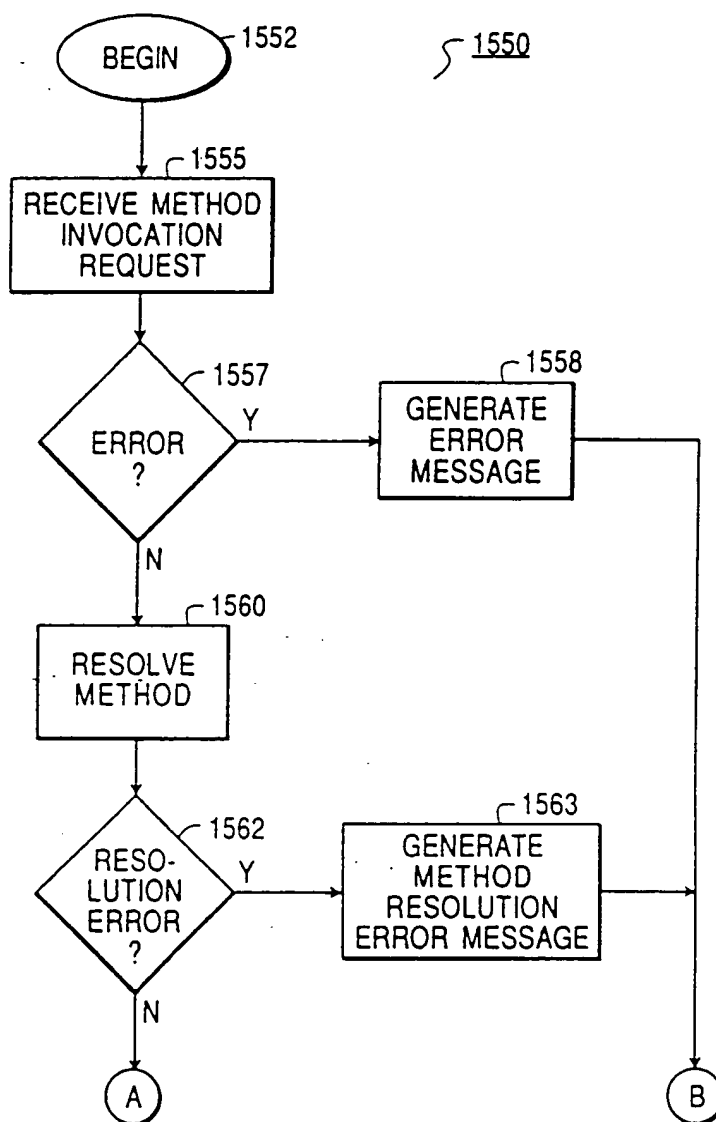 1552
BEGIN
1550
1555
RECEIVE METHOD
INVOCATION
REQUEST
1557
ERROR
?
Y
1558
GENERATE
ERROR
MESSAGE
N
1560
RESOLVE
METHOD
1562
RESO-
LUTION
ERROR
?
Y
1563
GENERATE
METHOD
RESOLUTION
ERROR MESSAGE
N
A
B